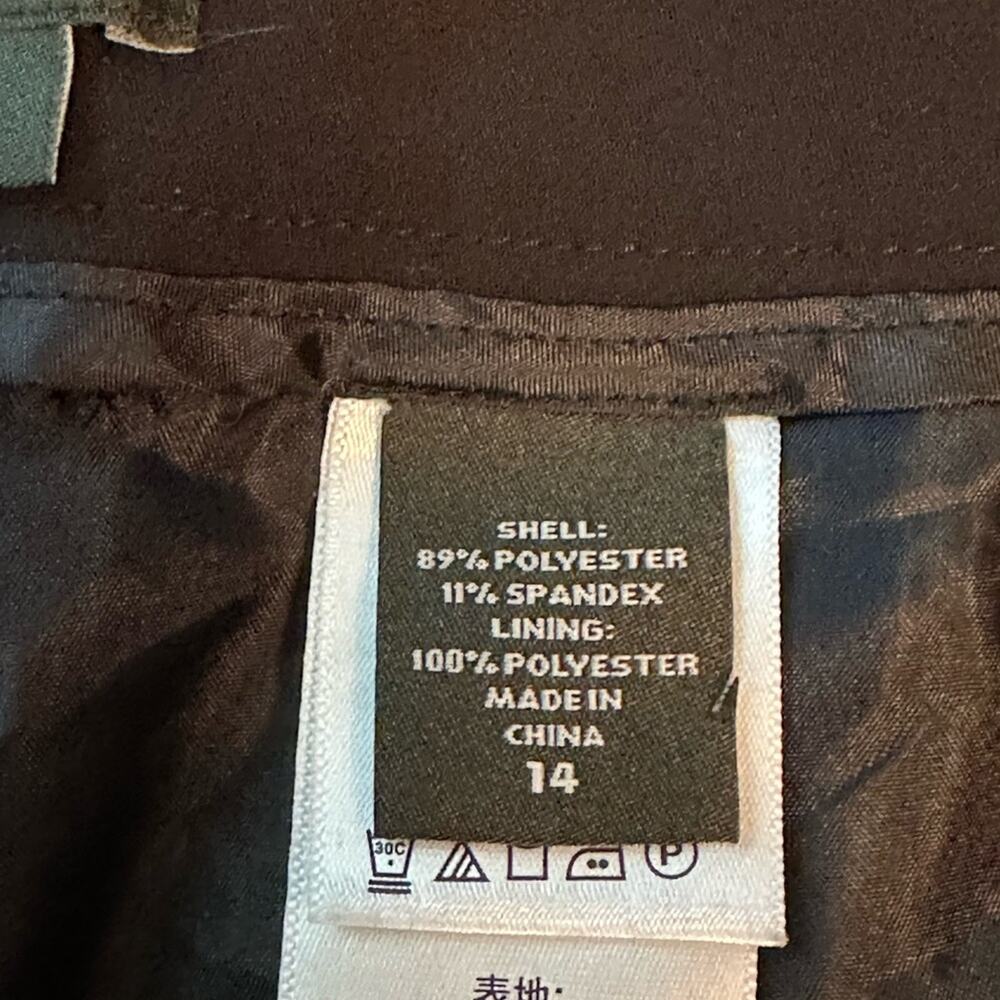 SHELL:
89% POLYESTER
11% SPANDEX
LINING:
100% POLYESTER
MADE IN
CHINA
14
30C
P
表地: